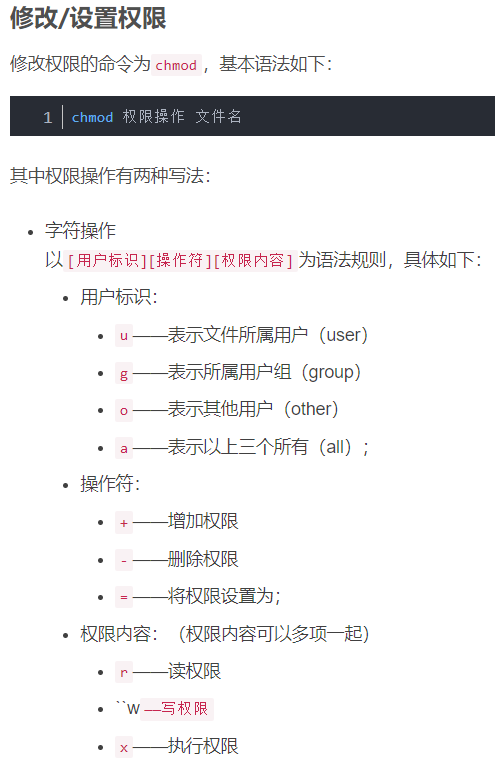 修改/设置权限
修改权限的命令为chmod，基本语法如下：
1 chmod 权限操作 文件名
其中权限操作有两种写法：
字符操作
以[用户标识][操作符][权限内容]为语法规则，具体如下：
用户标识：
u——表示文件所属用户（user）
g——表示所属用户组（group）
o——表示其他用户（other）
a——表示以上三个所有（all）；
操作符：
+——增加权限
-——删除权限
=——将权限设置为；
权限内容：（权限内容可以多项一起）
r——读权限
``w——写权限
x——执行权限